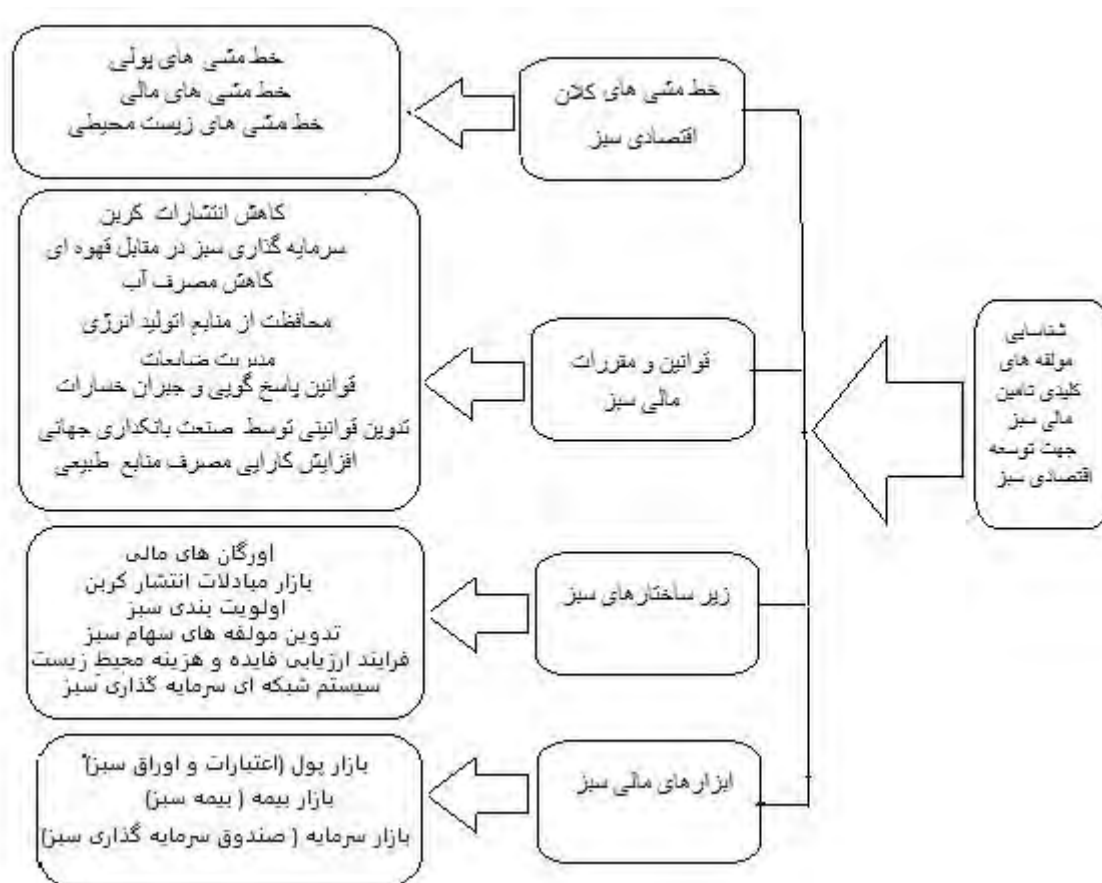 شناسایی
مولفه های
کلیدی تامین
مالی سبز
جهت توسعه
اقتصادی سبز
خط مشی های کلان
اقتصادی سبز
خط مشی های پولی
خط مشی های مالی
خط مشی های زیست محیطی
قوانین و مقررات
مالی سبز
کاهش انتشارات کربن
سرمایه گذاری سبز در مقابل قهوه ای
کاهش مصرف آب
محافظت از منابع اتولید انرژی
مدیریت ضایعات
قوانین پاسخ گویی و جبران خسارات
تدوین قوانینی توسط صنعت بانکداری جهانی
افزایش کارایی مصرف منابع طبیعی
زیر ساختارهای سبز
اورگان های مالی
بازار مبادلات انتشار کربن
اولویت بندی سبز
تدوین مولفه های سهام سبز
فرایند ارزیابی فایده و هزینه محیط زیست
سیستم شبکه ای سرمایه گذاری سبز
ابزارهای مالی سبز
بازار پول (اعتبارات و اوراق سبز)
بازار بیمه ( بیمه سبز)
بازار سرمایه ( صندوق سرمایه گذاری سبز)